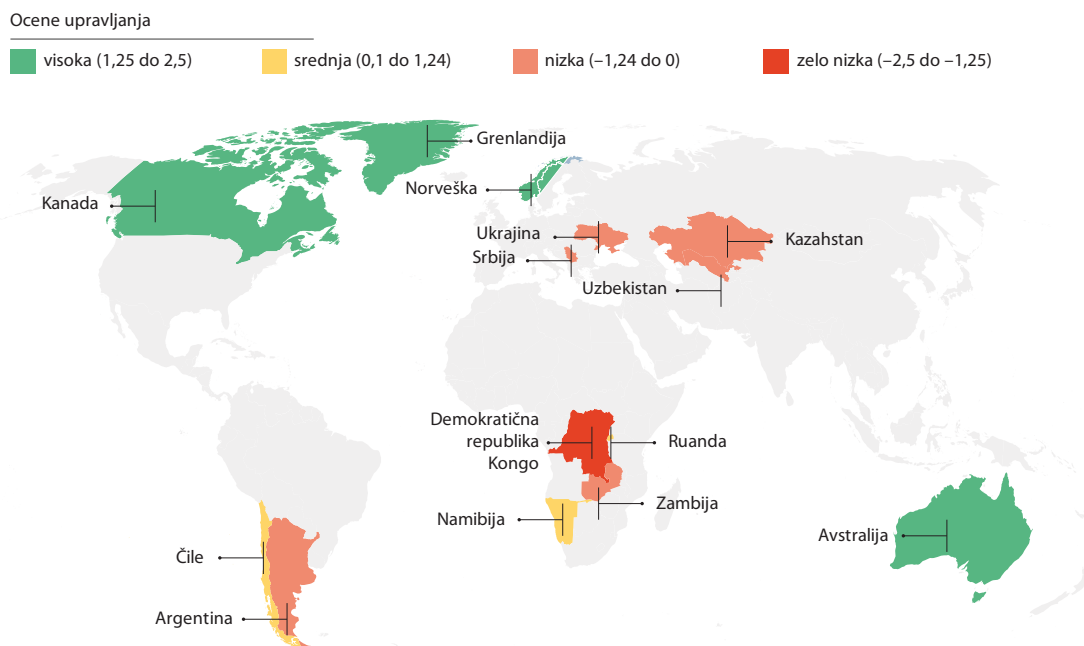 Ocene upravljanja
visoka (1,25 do 2,5)
srednja (0,1 do 1,24)
nizka (−1,24 do 0)
zelo nizka (−2,5 do −1,25)
Grenlandija
Norveška
Kanada
Ukrajina
Kazahstan
Srbija
Uzbekistan
Demokratična
republika
Kongo
Ruanda
Zambija
Namibija
Avstralija
Čile
Argentina